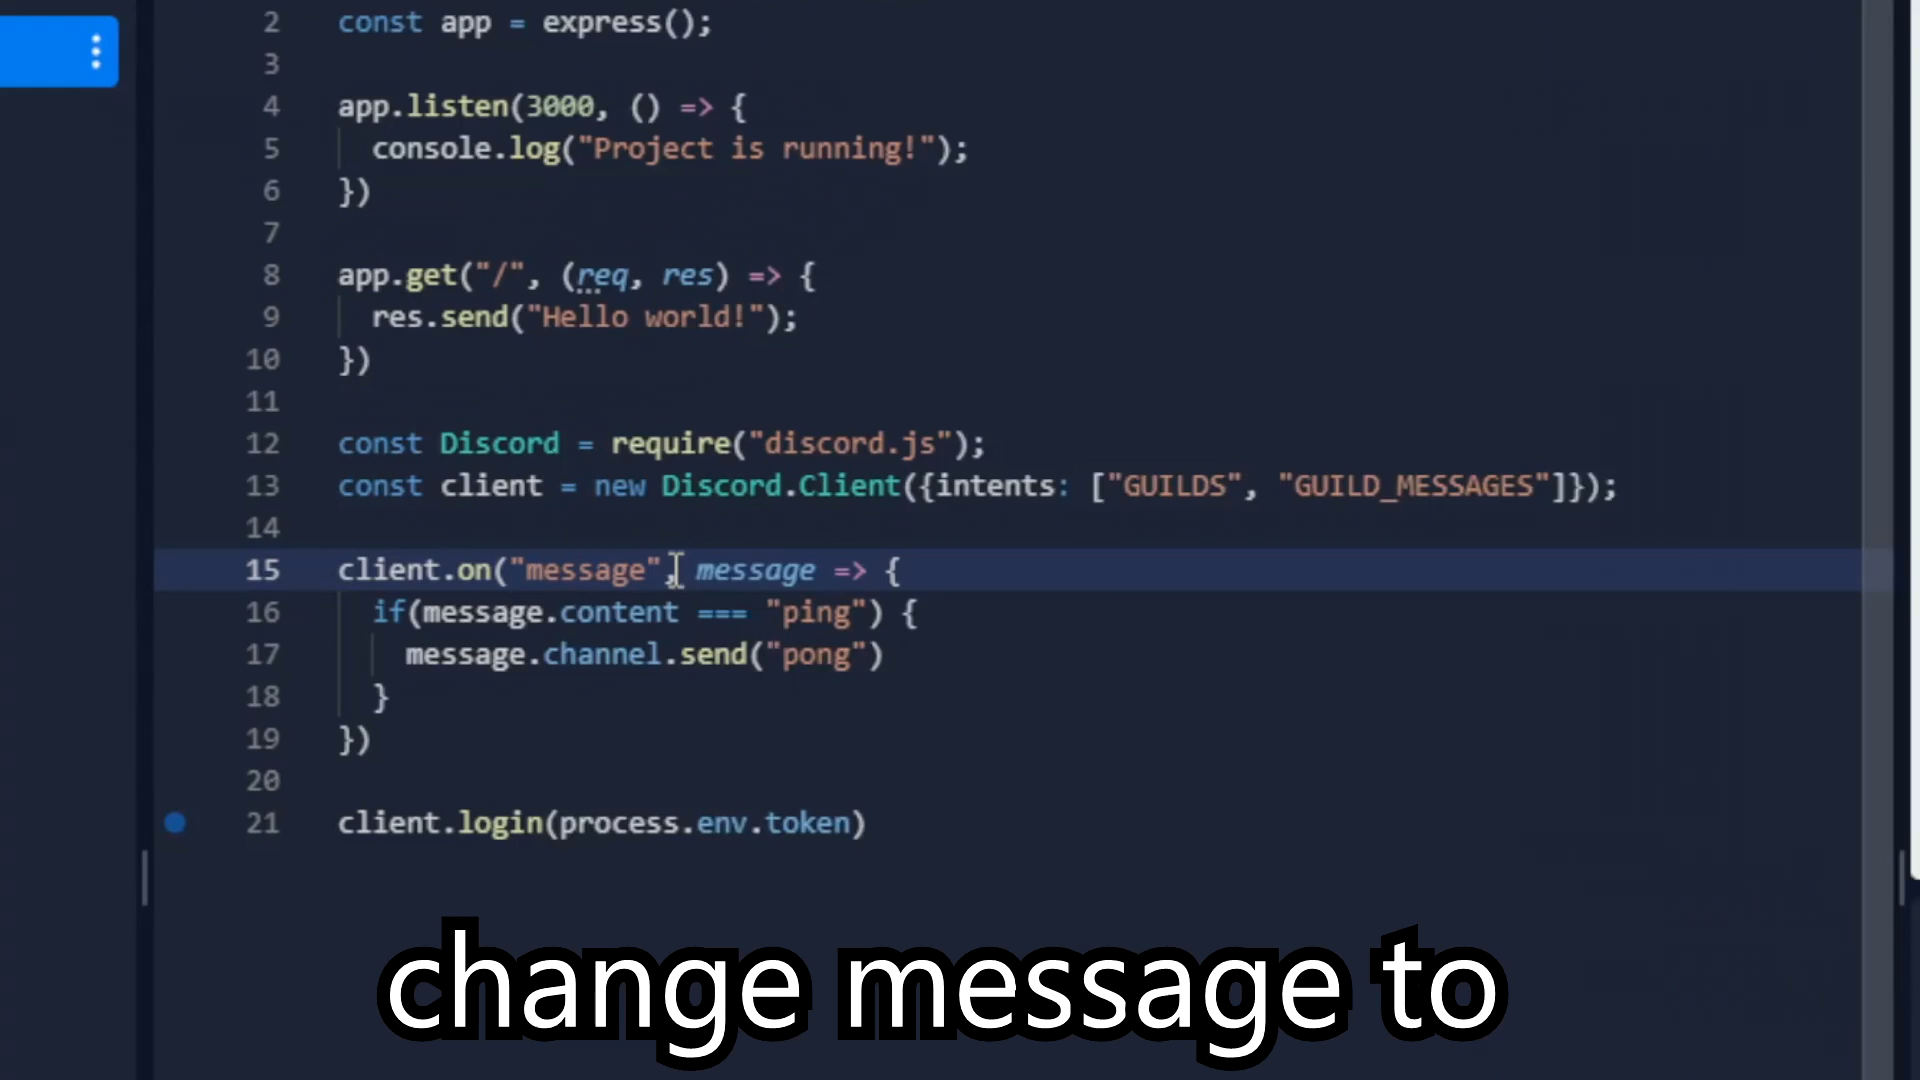 2 const app = express();
3
4 app.listen(3000, () => {
5 console.log("Project is running!");
6 })
7
8 app.get("/", (req, res) => {
9 res.send("Hello world!");
10 })
11
12 const Discord = require("discord.js");
13 const client = new Discord.Client({intents: ["GUILDS", "GUILD_MESSAGES"]});
14
15 client.on("message", message => {
16 if(message.content === "ping") {
17 message.channel.send("pong")
18 }
19 })
20
21 client.login(process.env.token)
change message to